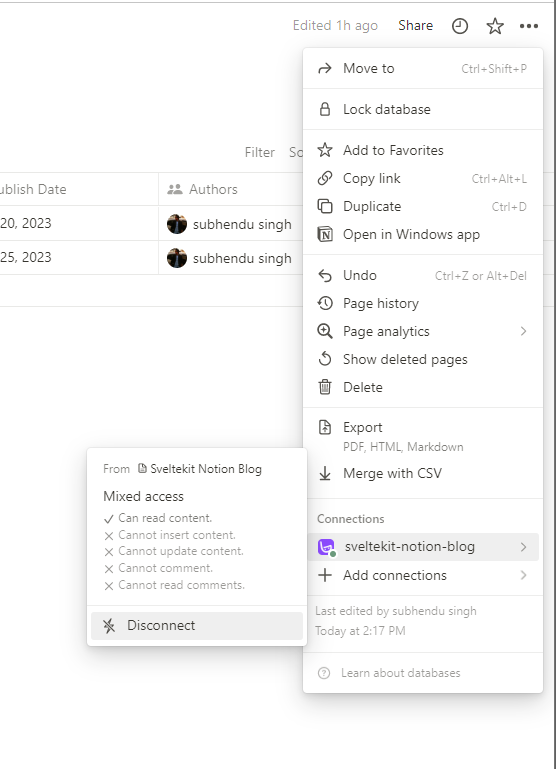 Edited 1h ago Share
Move to Ctrl+Shift+P
Lock database
Filter So
Add to Favorites
ublish Date Authors
Copy link Ctrl+Alt+L
Duplicate Ctrl+D
20, 2023 subhendu singh
Open in Windows app
25, 2023 subhendu singh
Undo Ctrl+Z or Alt+Del
Page history
Page analytics
Show deleted pages
Delete
Export
PDF, HTML, Markdown
Merge with CSV
From Sveltekit Notion Blog
Mixed access
Can read content.
Cannot insert content.
Cannot update content.
Cannot comment.
Cannot read comments.
Disconnect
Connections
sveltekit-notion-blog
Add connections
Last edited by subhendu singh
Today at 2:17 PM
Learn about databases